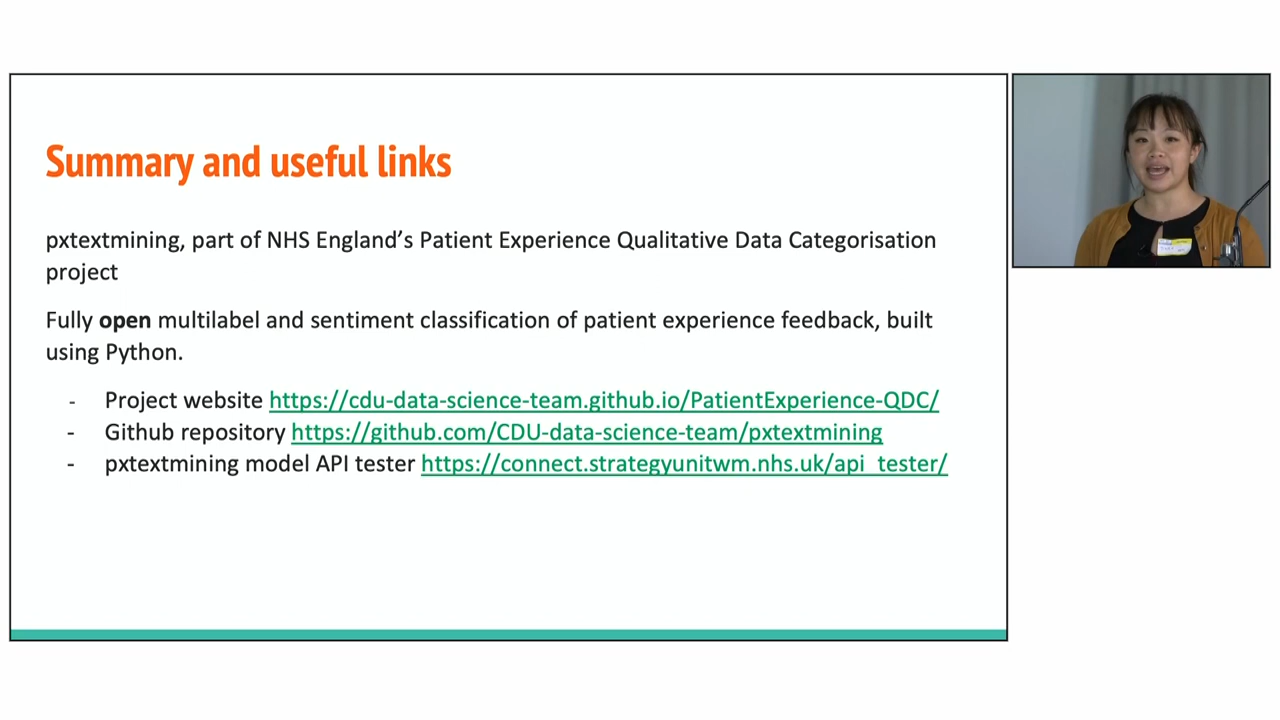 Summary and useful links
pxtextmining, part of NHS England's Patient Experience Qualitative Data Categorisation
project
Fully open multilabel and sentiment classification of patient experience feedback, built
using Python.
- Project website https://cdu-data-science-team.github.io/PatientExperience-QDC/
- Github repository https://github.com/CDU-data-science-team/pxtextmining
- pxtextmining model API tester https://connect.strategyunitwm.nhs.uk/api_tester/